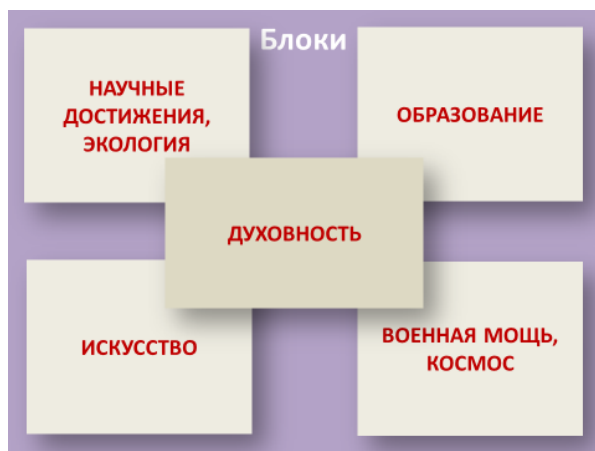 Блоки
НАУЧНЫЕ
ДОСТИЖЕНИЯ,
ЭКОЛОГИЯ
ОБРАЗОВАНИЕ
ДУХОВНОСТЬ
ИСКУССТВО
ВОЕННАЯ МОЩЬ,
КОСМОС